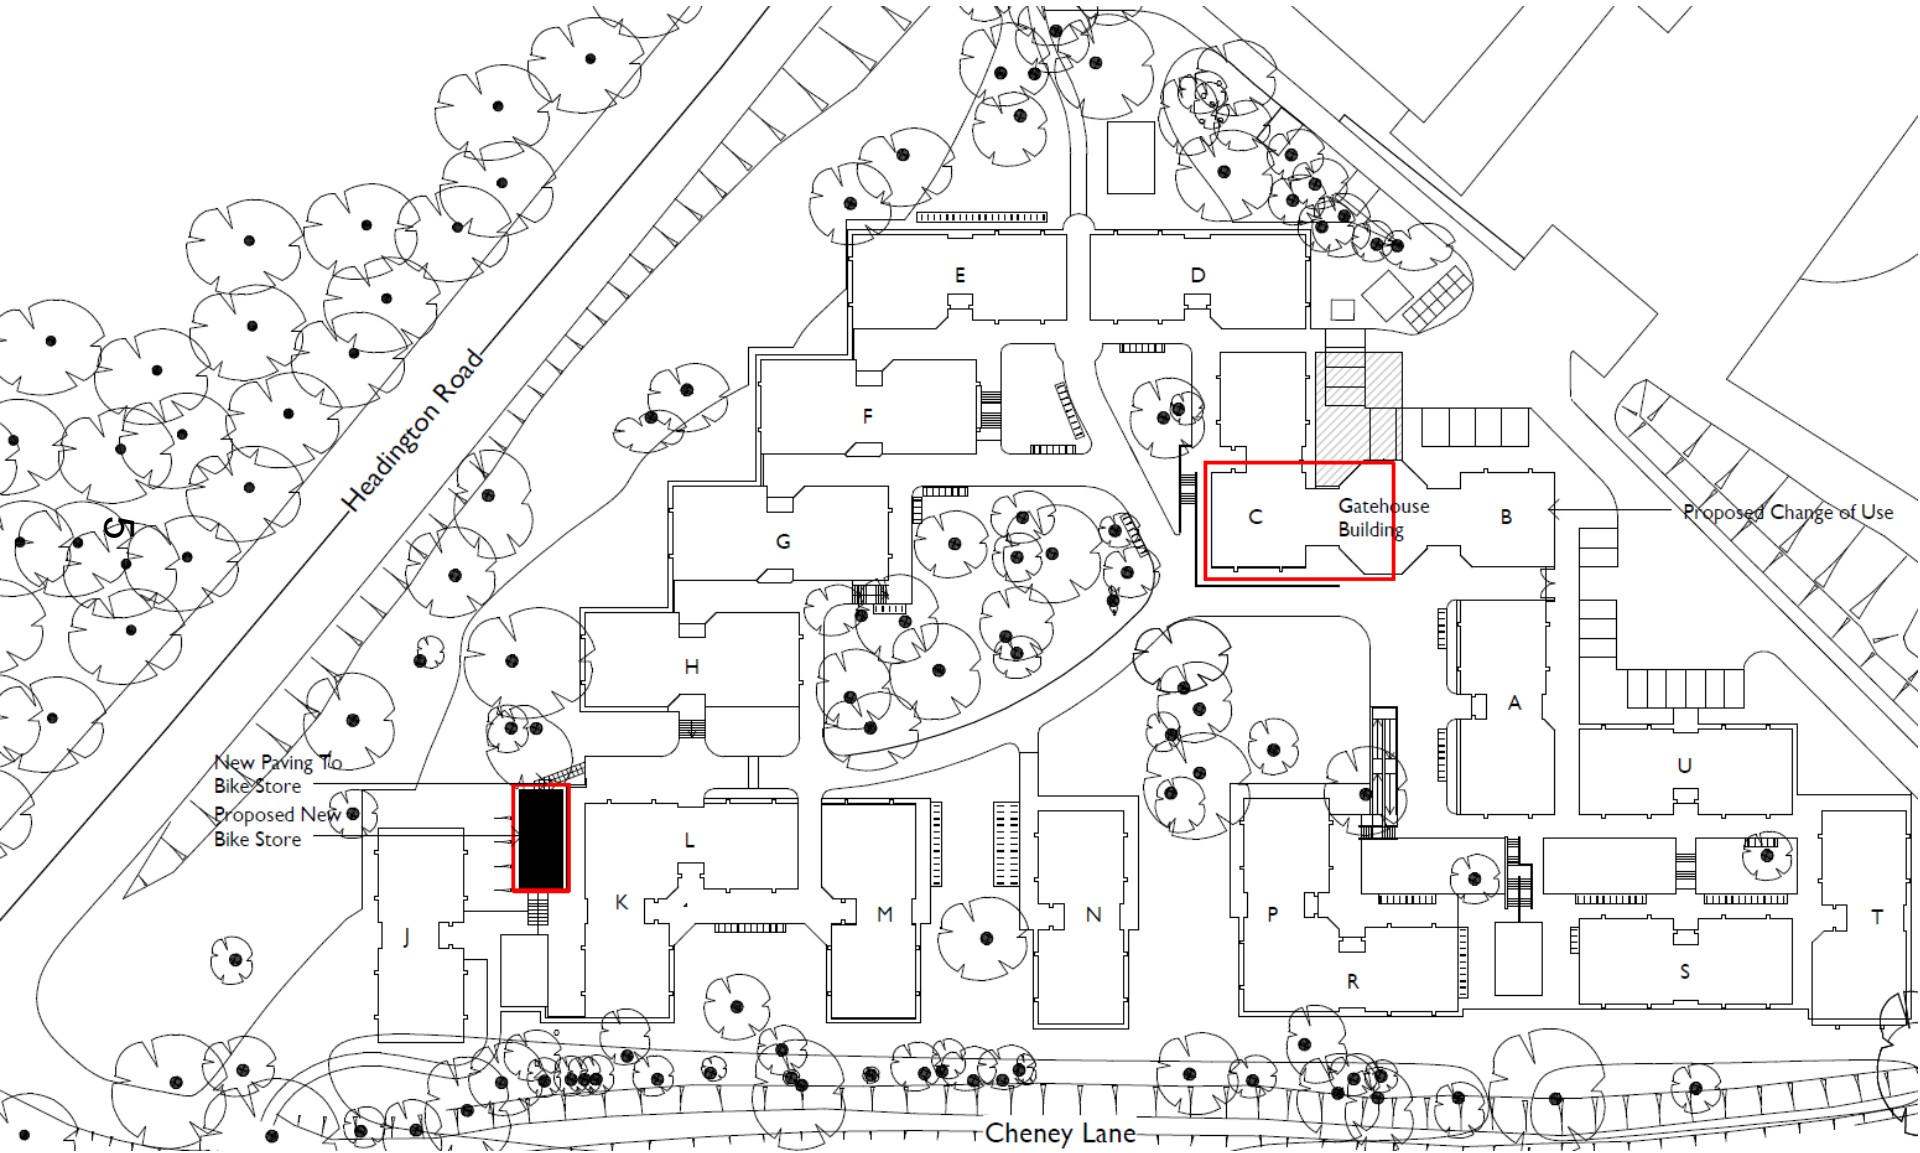 E
D
Headington Road
F
C
Gatehouse
Building
B
Proposed Change of Use
5
G
H
A
New Paving To
Bike Store
Proposed New
Bike Store
U
L
K
M
N
P
T
J
R
S
Cheney Lane